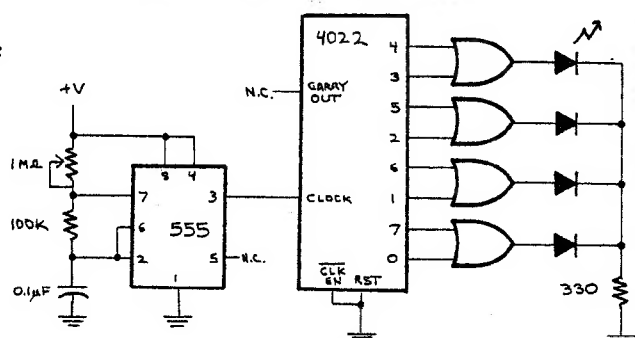 4022
4
3
N.C.
CARRY
OUT
5
2
+V
6
1MΩ
8
4
1
7
3
CLOCK
100K
6
555
7
2
5
N.C.
0
0.1µF
1
CLK
EN
RST
330